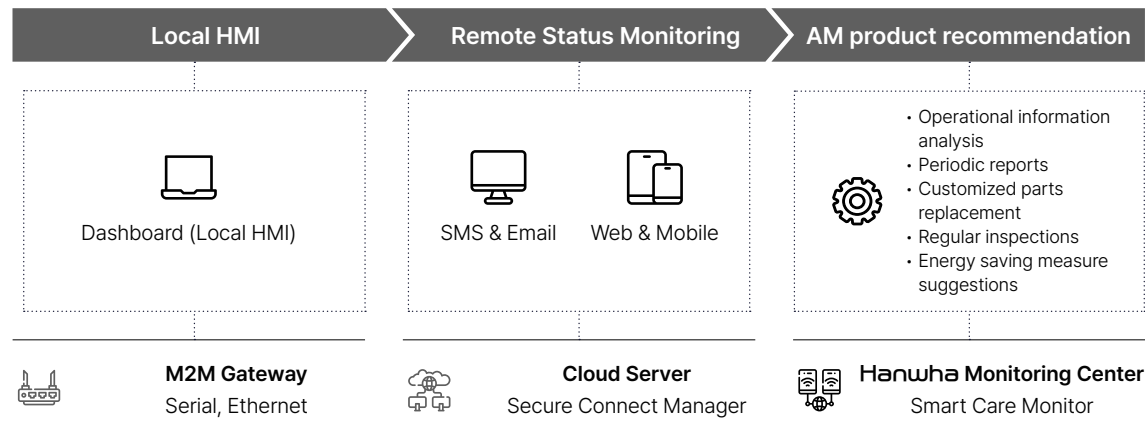 Local HMI
Remote Status Monitoring
AM product recommendation
Dashboard (Local HMI)
SMS & Email
Web & Mobile
• Operational information
analysis
• Periodic reports
• Customized parts
replacement
• Regular inspections
• Energy saving measure
suggestions
M2M Gateway
Serial, Ethernet
Cloud Server
Secure Connect Manager
Hanwha Monitoring Center
Smart Care Monitor